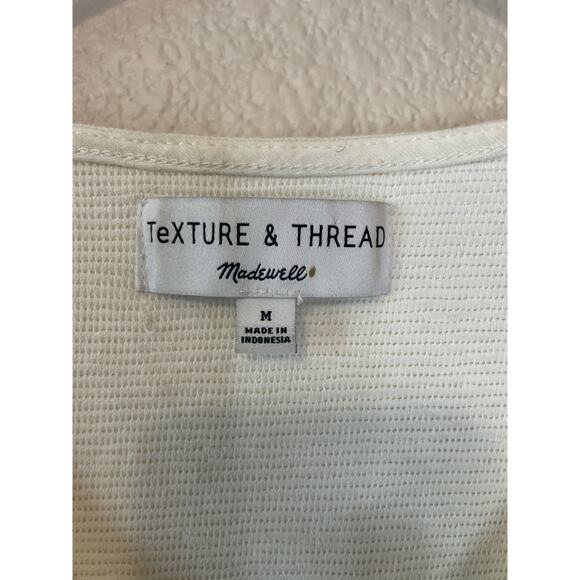 TeXTURE & THREAD
Madewell
M
MADE IN
INDONESIA